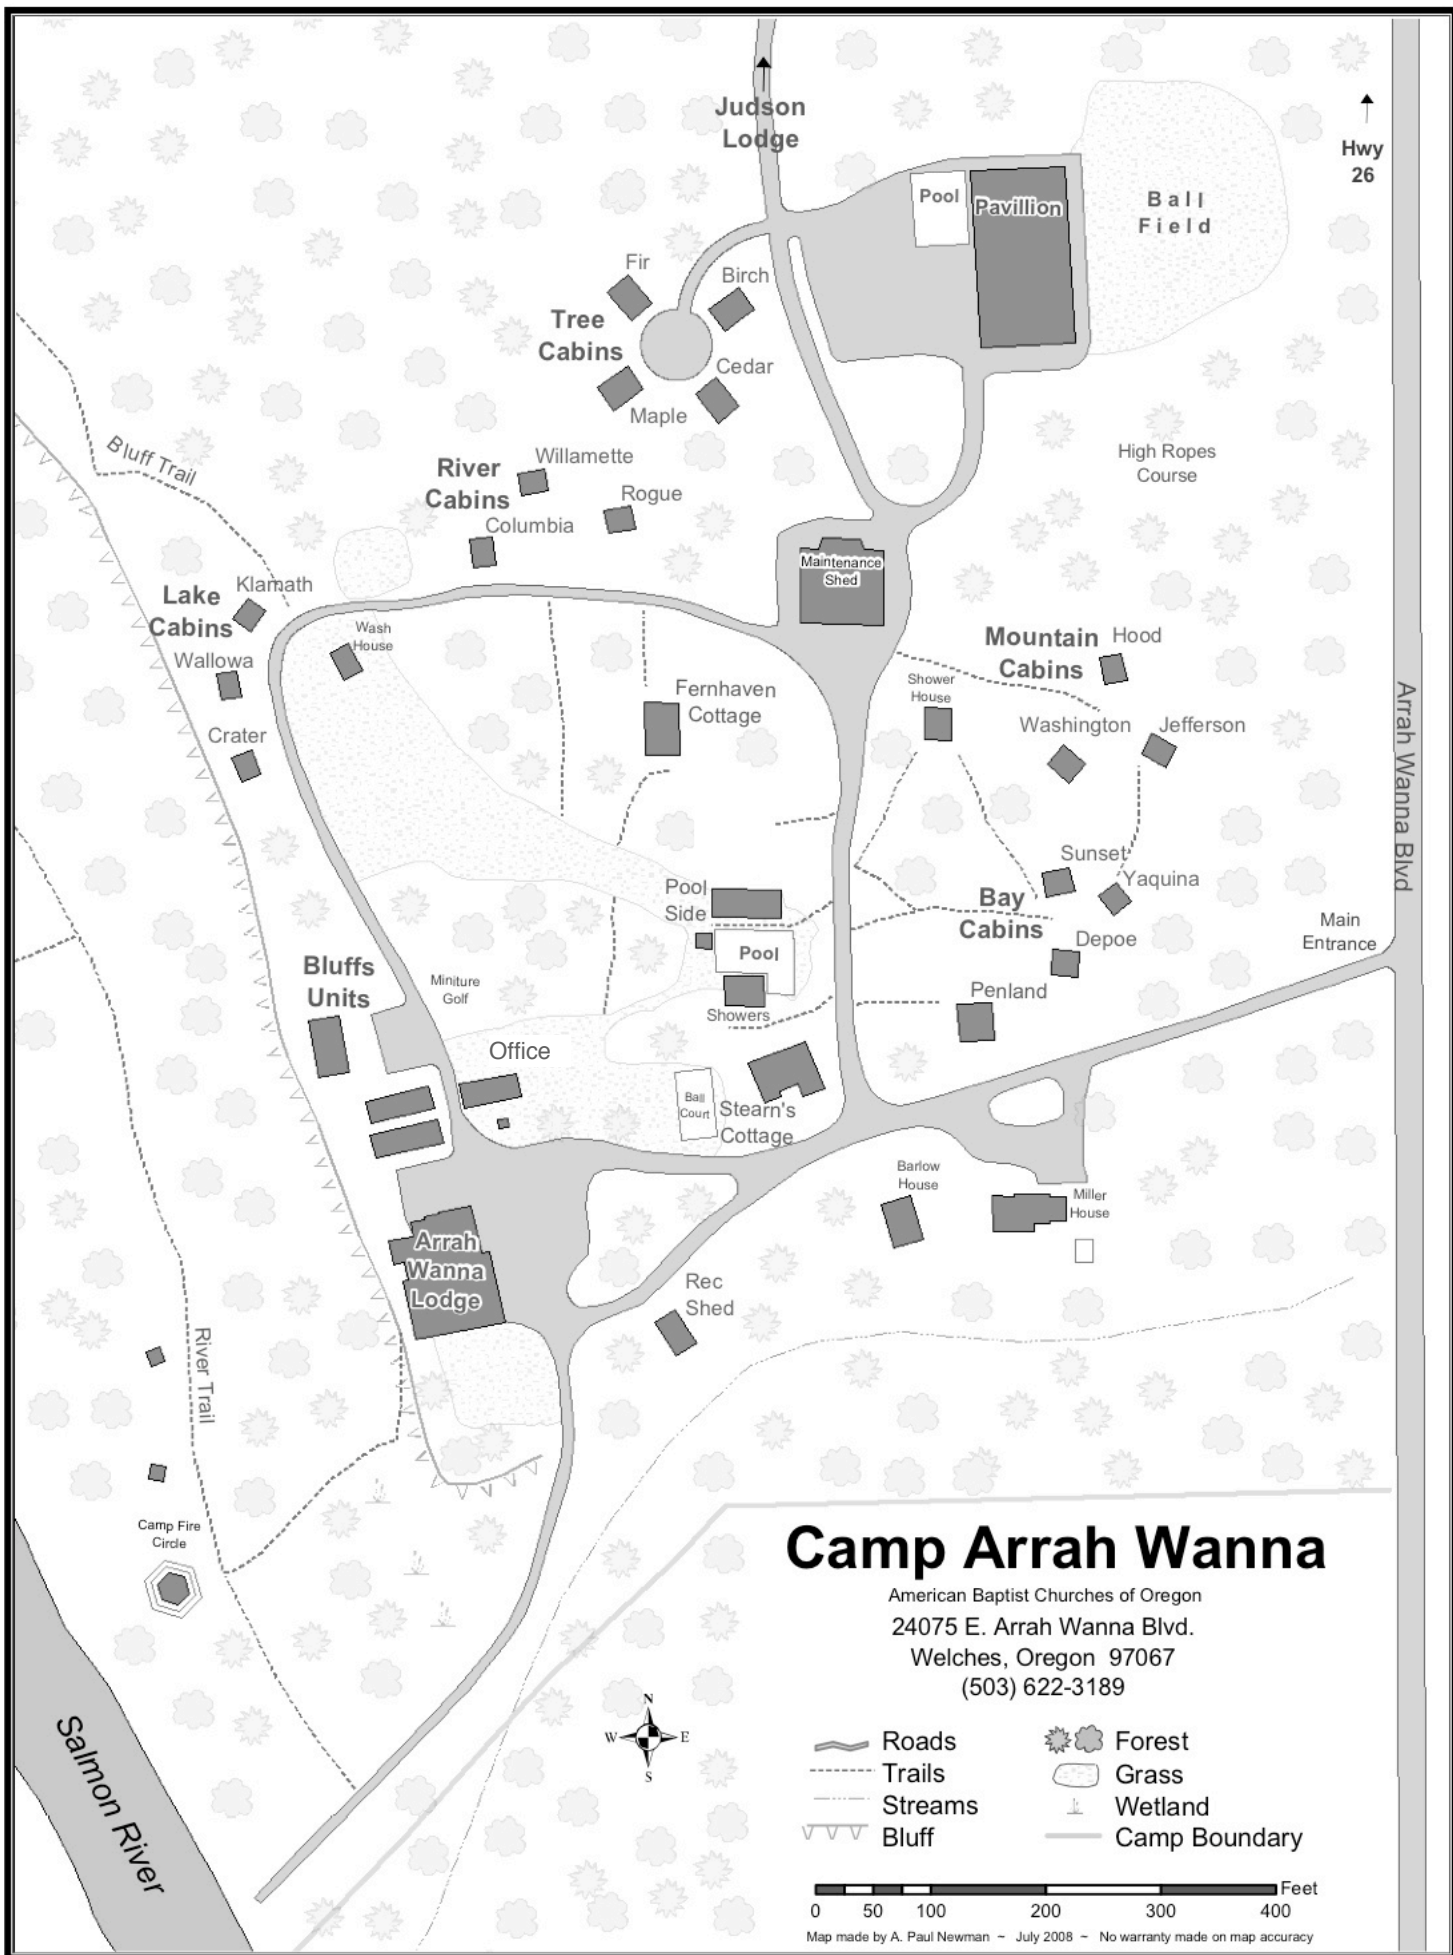 Judson
Lodge
Hwy
26
Pool
Pavillion
Ball
Field
Fir
Birch
Tree
Cabins
Cedar
Maple
Bluff Trail
High Ropes
Course
River
Cabins
Willamette
Rogue
Columbia
Maintenance
Shed
Lake
Cabins
Klamath
Wash
House
Wallowa
Crater
Mountain
Cabins
Hood
Shower
House
Washington
Jefferson
Fernhaven
Cottage
Arrah Wanna Blvd
Sunset
Yaquina
Pool
Side
Bay
Cabins
Depoe
Main
Entrance
Pool
Bluffs
Units
Miniture
Golf
Penland
Showers
Office
Ball
Court
Stearn's
Cottage
Barlow
House
Miller
House
Arrah
Wanna
Lodge
Rec
Shed
River Trail
Camp Fire
Circle
Salmon River
Camp Arrah Wanna
American Baptist Churches of Oregon
24075 E. Arrah Wanna Blvd.
Welches, Oregon 97067
(503) 622-3189
N
W E
S
Roads
Forest
Trails
Grass
Streams
Wetland
Bluff
Camp Boundary
Feet
0 50 100 200 300 400
Map made by A. Paul Newman ~ July 2008 ~ No warranty made on map accuracy